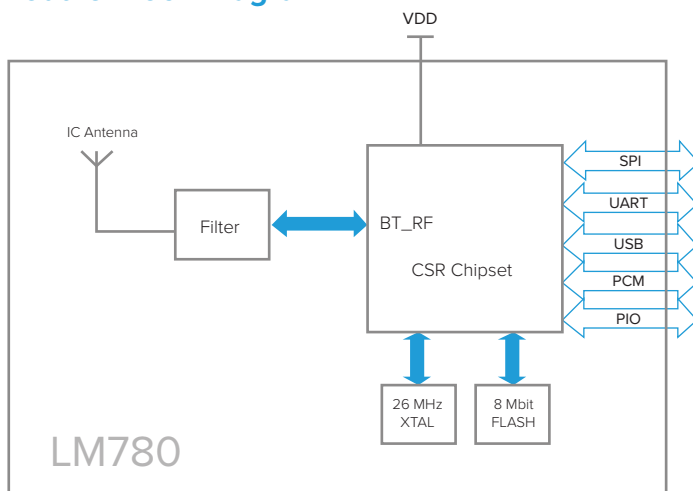 VDD
IC Antenna
SPI
UART
Filter
BT_RF
USB
CSR Chipset
PCM
PIO
26 MHz
XTAL
8 Mbit
FLASH
LM780